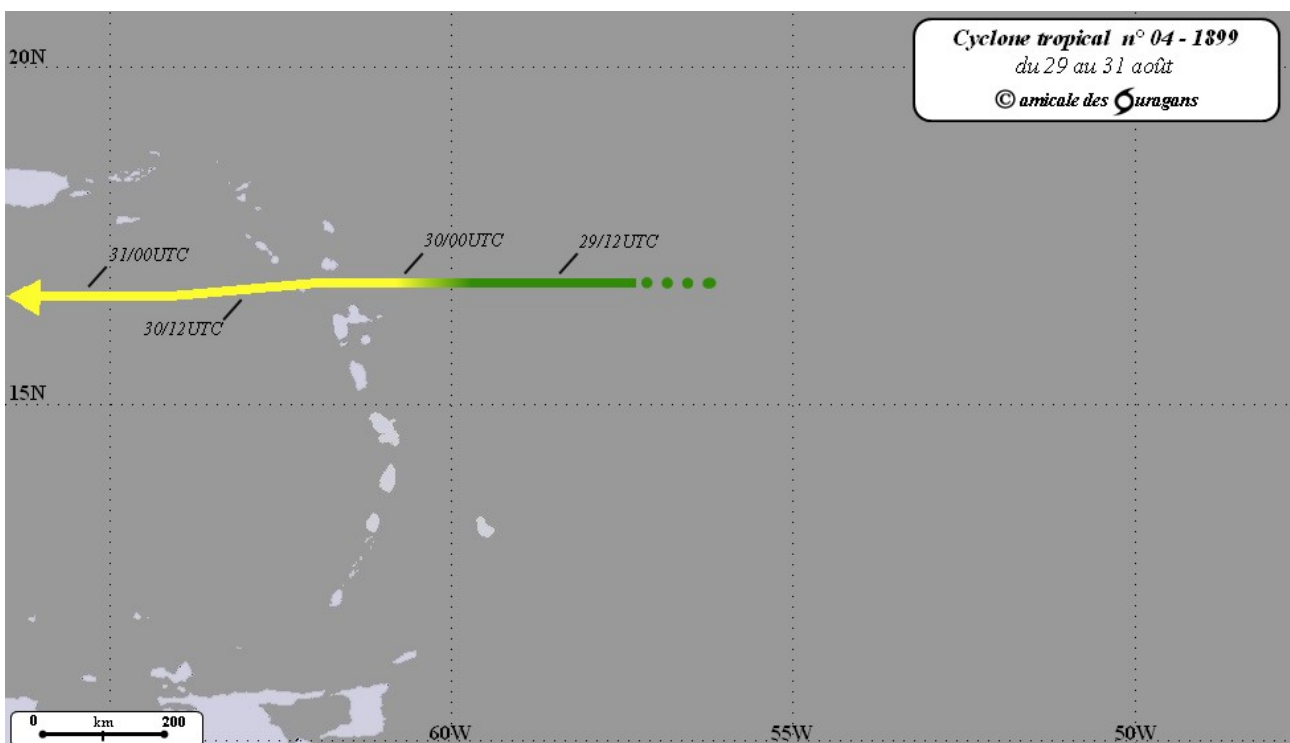 Cyclone tropical n° 04 - 1899
du 29 au 31 août
© amicale des Ouragans
20N
30/00UTC
29/12UTC
31/00UTC
30/12UTC
15N
0 km 200
60W
55W
50W